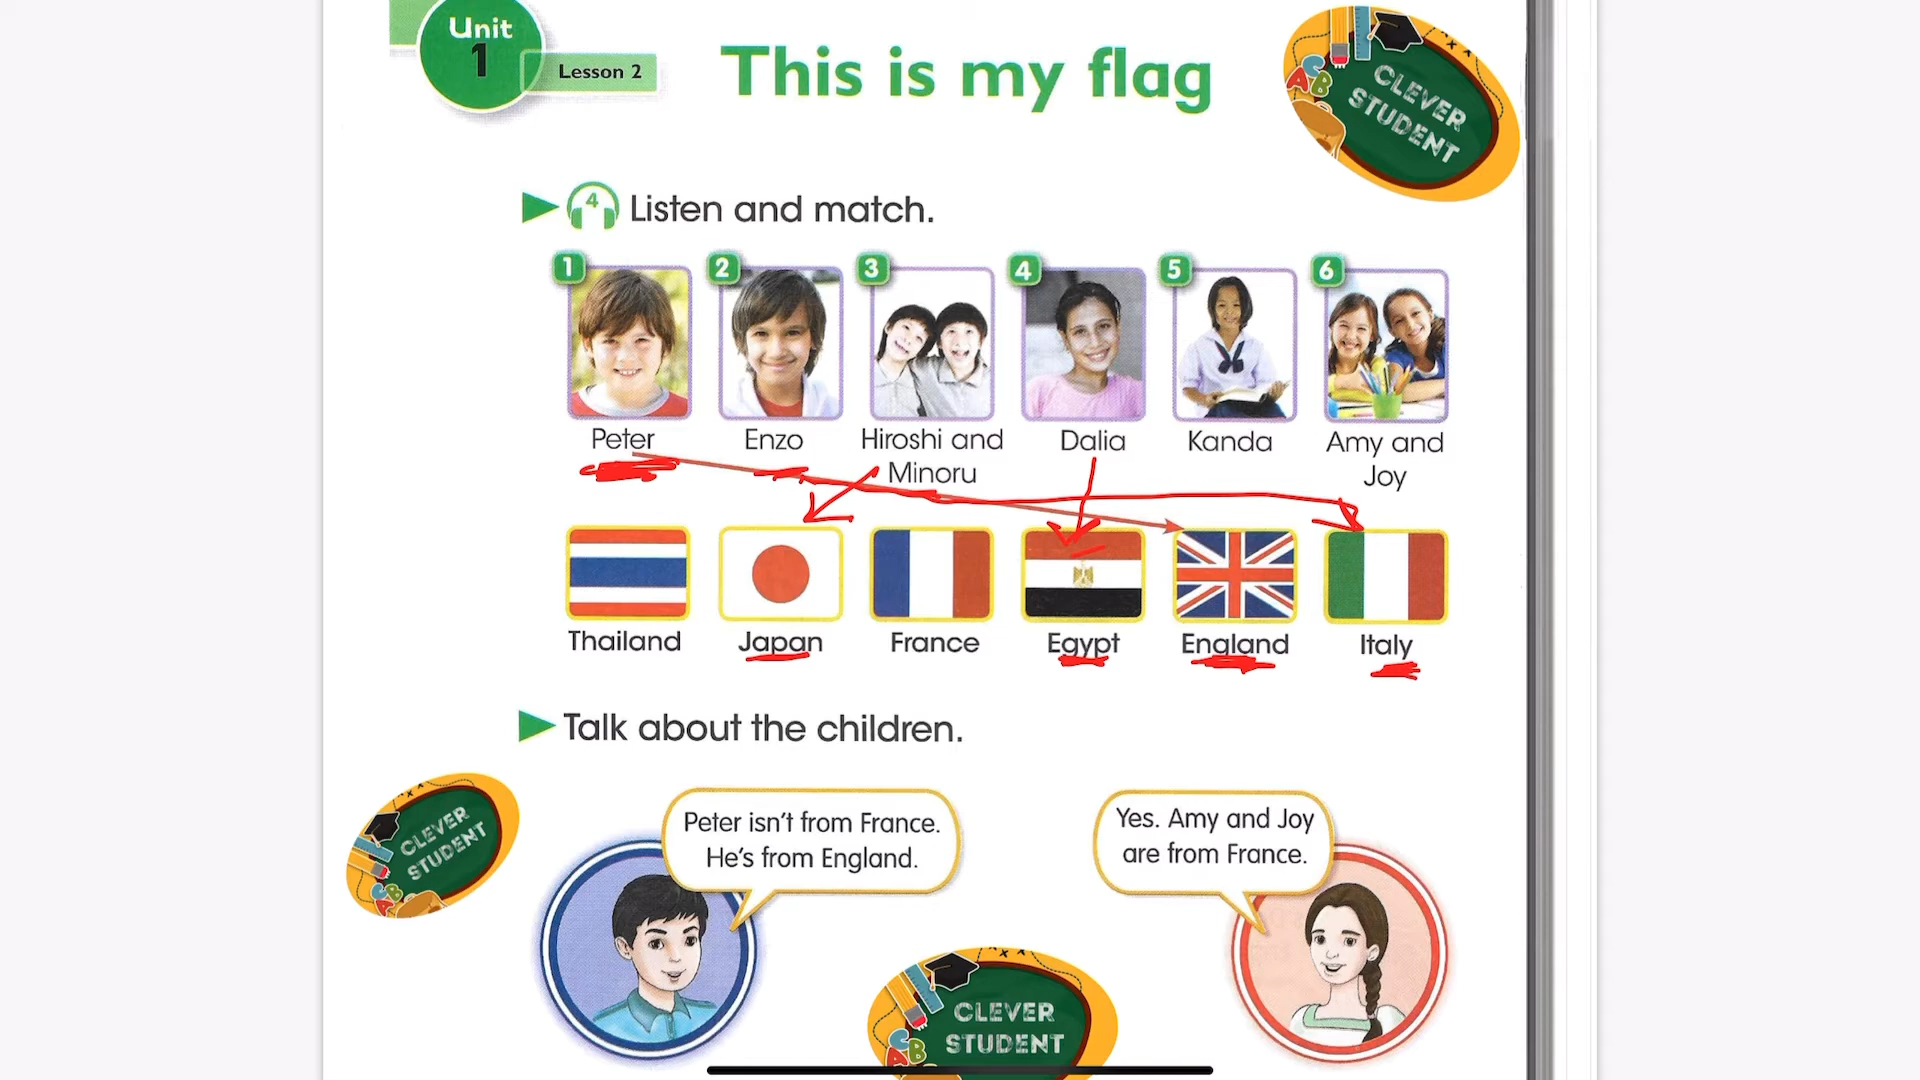 Unit
1
Lesson 2
This is my flag
CLEVER
STUDENT
4
Listen and match.
1 2 3 4 5 6
Peter Enzo Hiroshi and Dalia Kanda Amy and
Minoru Joy
Thailand Japan France Egypt England Italy
Talk about the children.
Peter isn't from France.
He's from England.
Yes. Amy and Joy
are from France.
CLEVER
STUDENT
CLEVER
STUDENT
ACB
ACB
ACB